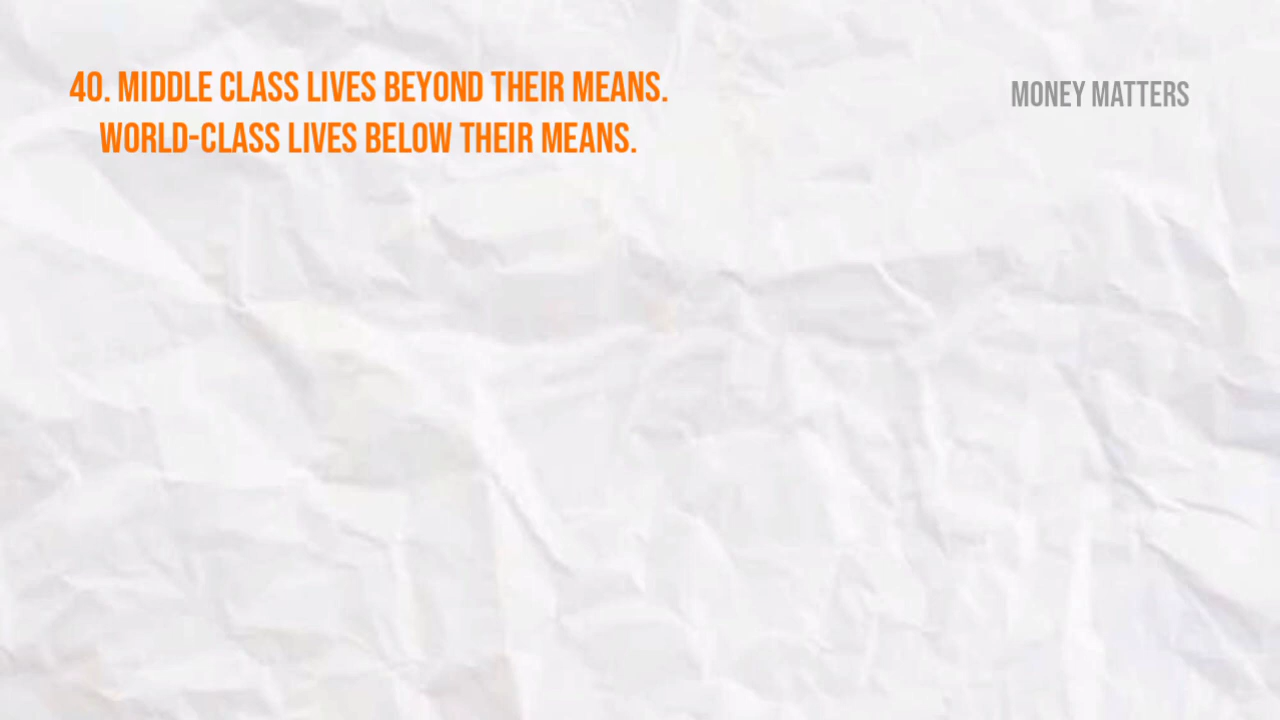 40. MIDDLE CLASS LIVES BEYOND THEIR MEANS.
WORLD-CLASS LIVES BELOW THEIR MEANS.
MONEY MATTERS